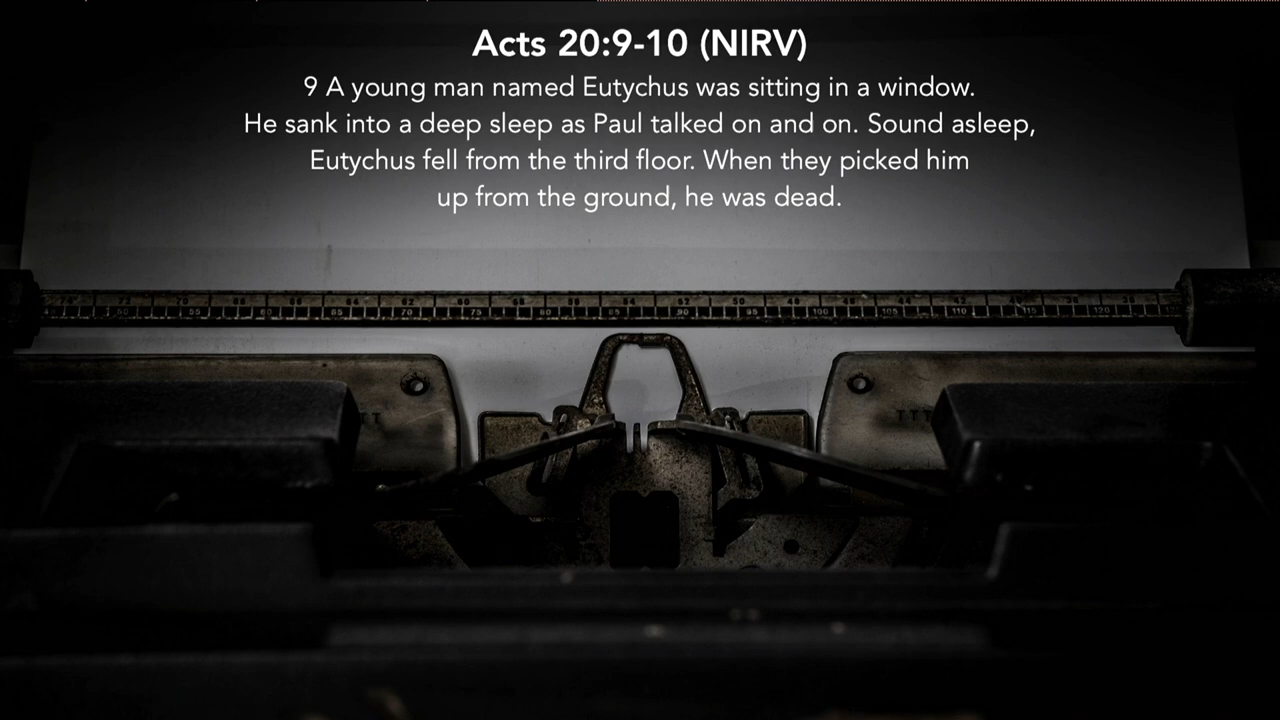 Acts 20:9-10 (NIRV)
9 A young man named Eutychus was sitting in a window.
He sank into a deep sleep as Paul talked on and on. Sound asleep,
Eutychus fell from the third floor. When they picked him
up from the ground, he was dead.